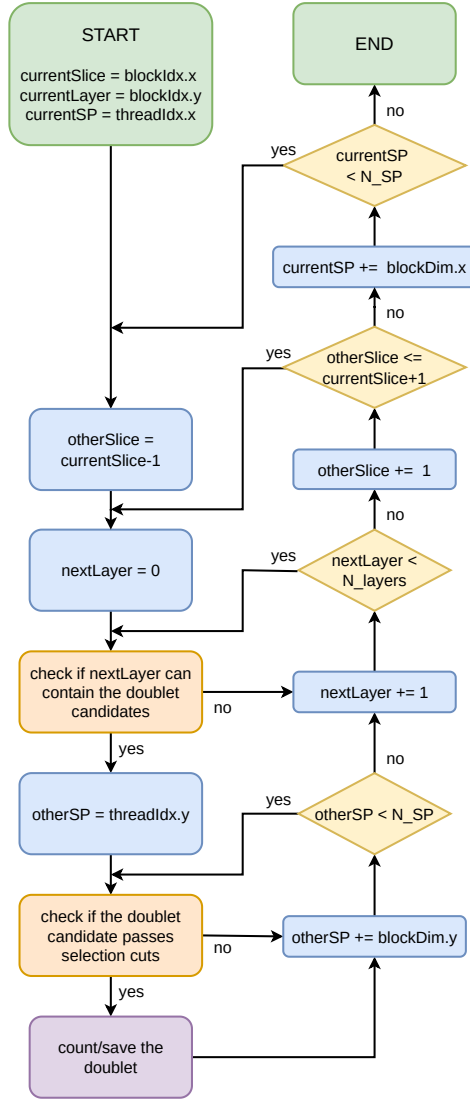 START
currentSlice = blockIdx.x
currentLayer = blockIdx.y
currentSP = threadIdx.x
END
no
yes
currentSP
< N_SP
currentSP += blockDim.x
no
yes
otherSlice <=
currentSlice+1
otherSlice =
currentSlice-1
otherSlice += 1
no
yes
nextLayer <
N_layers
nextLayer = 0
check if nextLayer can
contain the doublet
candidates
no
nextLayer += 1
yes
no
otherSP = threadIdx.y
yes
otherSP < N_SP
check if the doublet
candidate passes
selection cuts
no
otherSP += blockDim.y
yes
count/save the
doublet